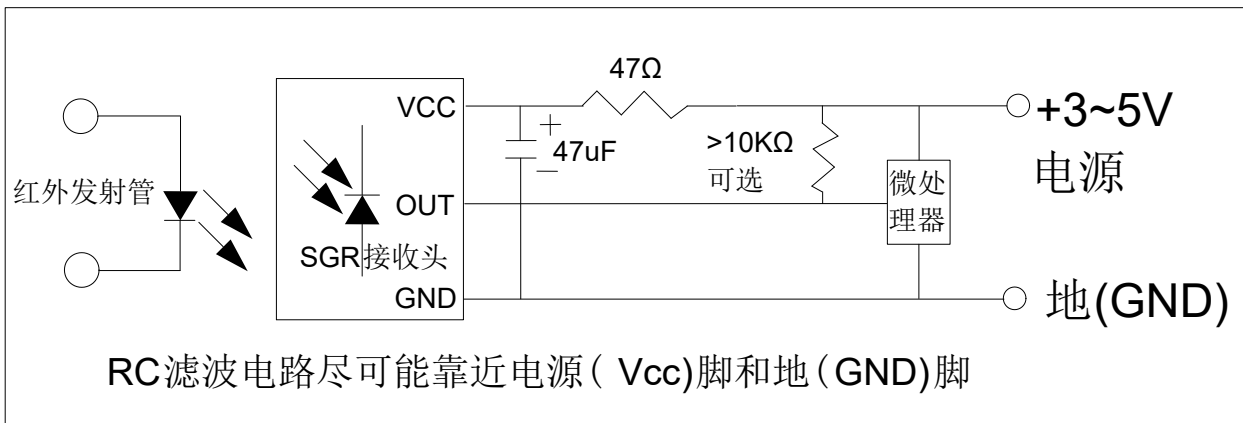 47Ω
VCC
+
47uF
−
>10KΩ
可选
+3~5V
电源
红外发射管
OUT
微处
理器
SGR接收头
GND
地(GND)
RC滤波电路尽可能靠近电源( Vcc)脚和地(GND)脚